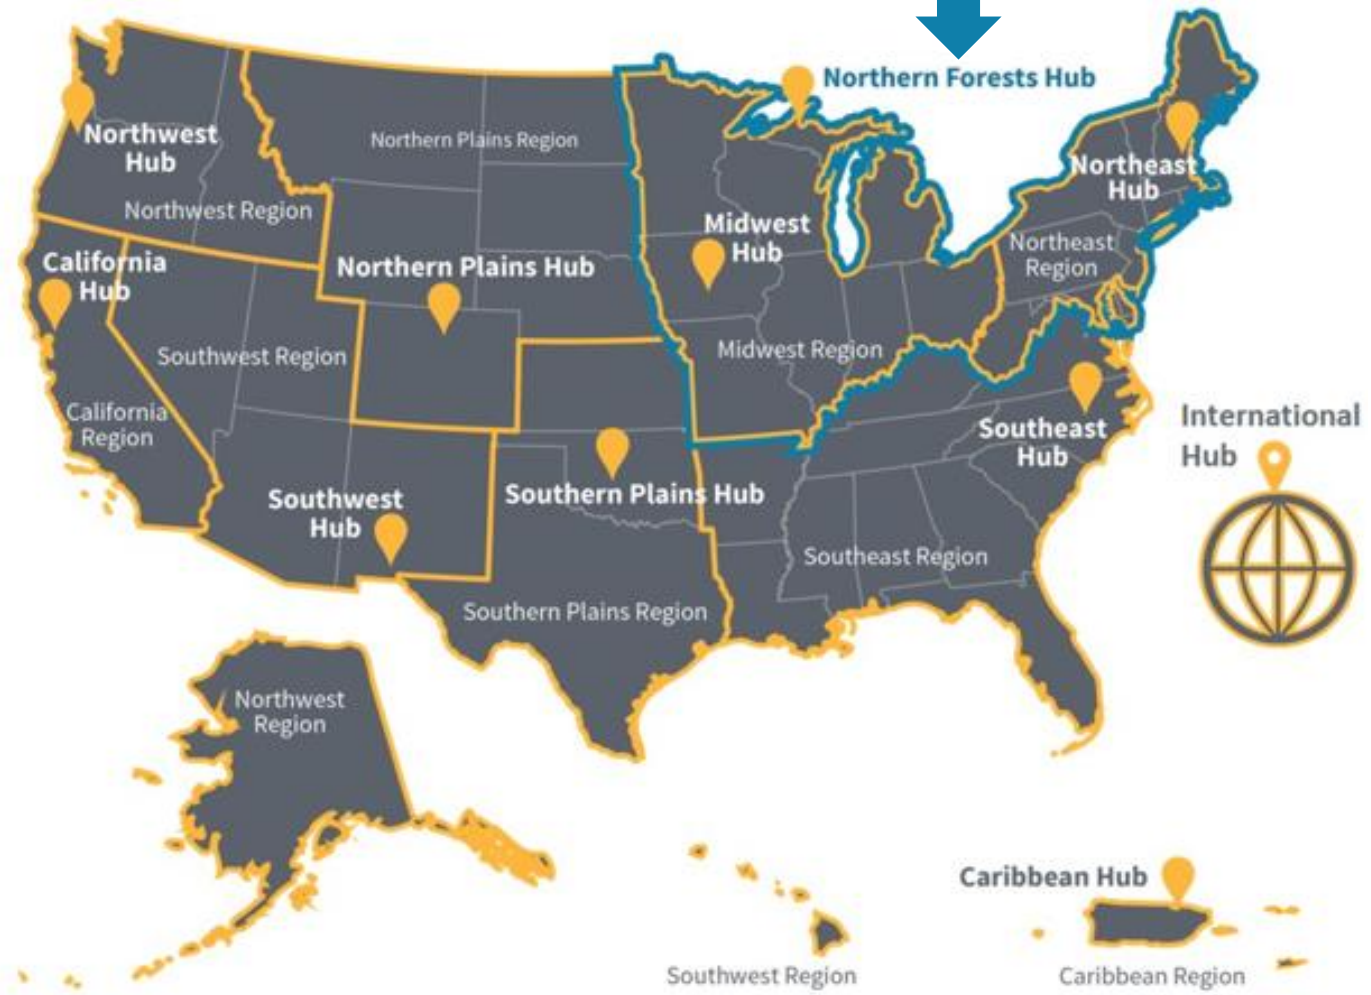 Northern Forests Hub
Northwest
Hub
Northern Plains Region
Northeast
Hub
Northwest Region
Midwest
Hub
Northeast
Region
California
Hub
Northern Plains Hub
Southwest Region
Midwest Region
California
Region
Southeast
Hub
International
Hub
Southwest
Hub
Southern Plains Hub
Southeast Region
Southern Plains Region
Northwest
Region
Caribbean Hub
Southwest Region
Caribbean Region